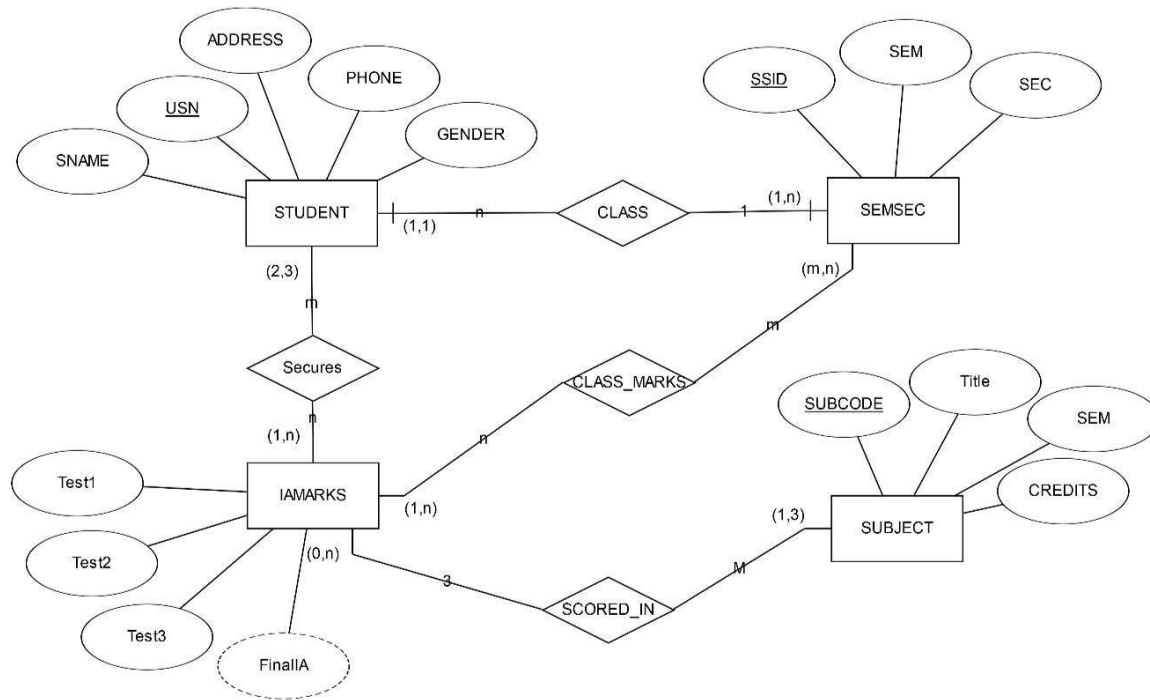 ADDRESS
SEM
PHONE
SSID
USN
SEC
GENDER
SNAME
STUDENT
n
CLASS
1
(1,n)
SEMSEC
(1,1)
(2,3)
(m,n)
m
m
Secures
CLASS_MARKS
Title
SUBCODE
n
SEM
(1,n)
n
Test1
IAMARKS
CREDITS
(1,n)
(1,3)
SUBJECT
Test2
(0,n)
3
M
SCORED_IN
Test3
FinalIA